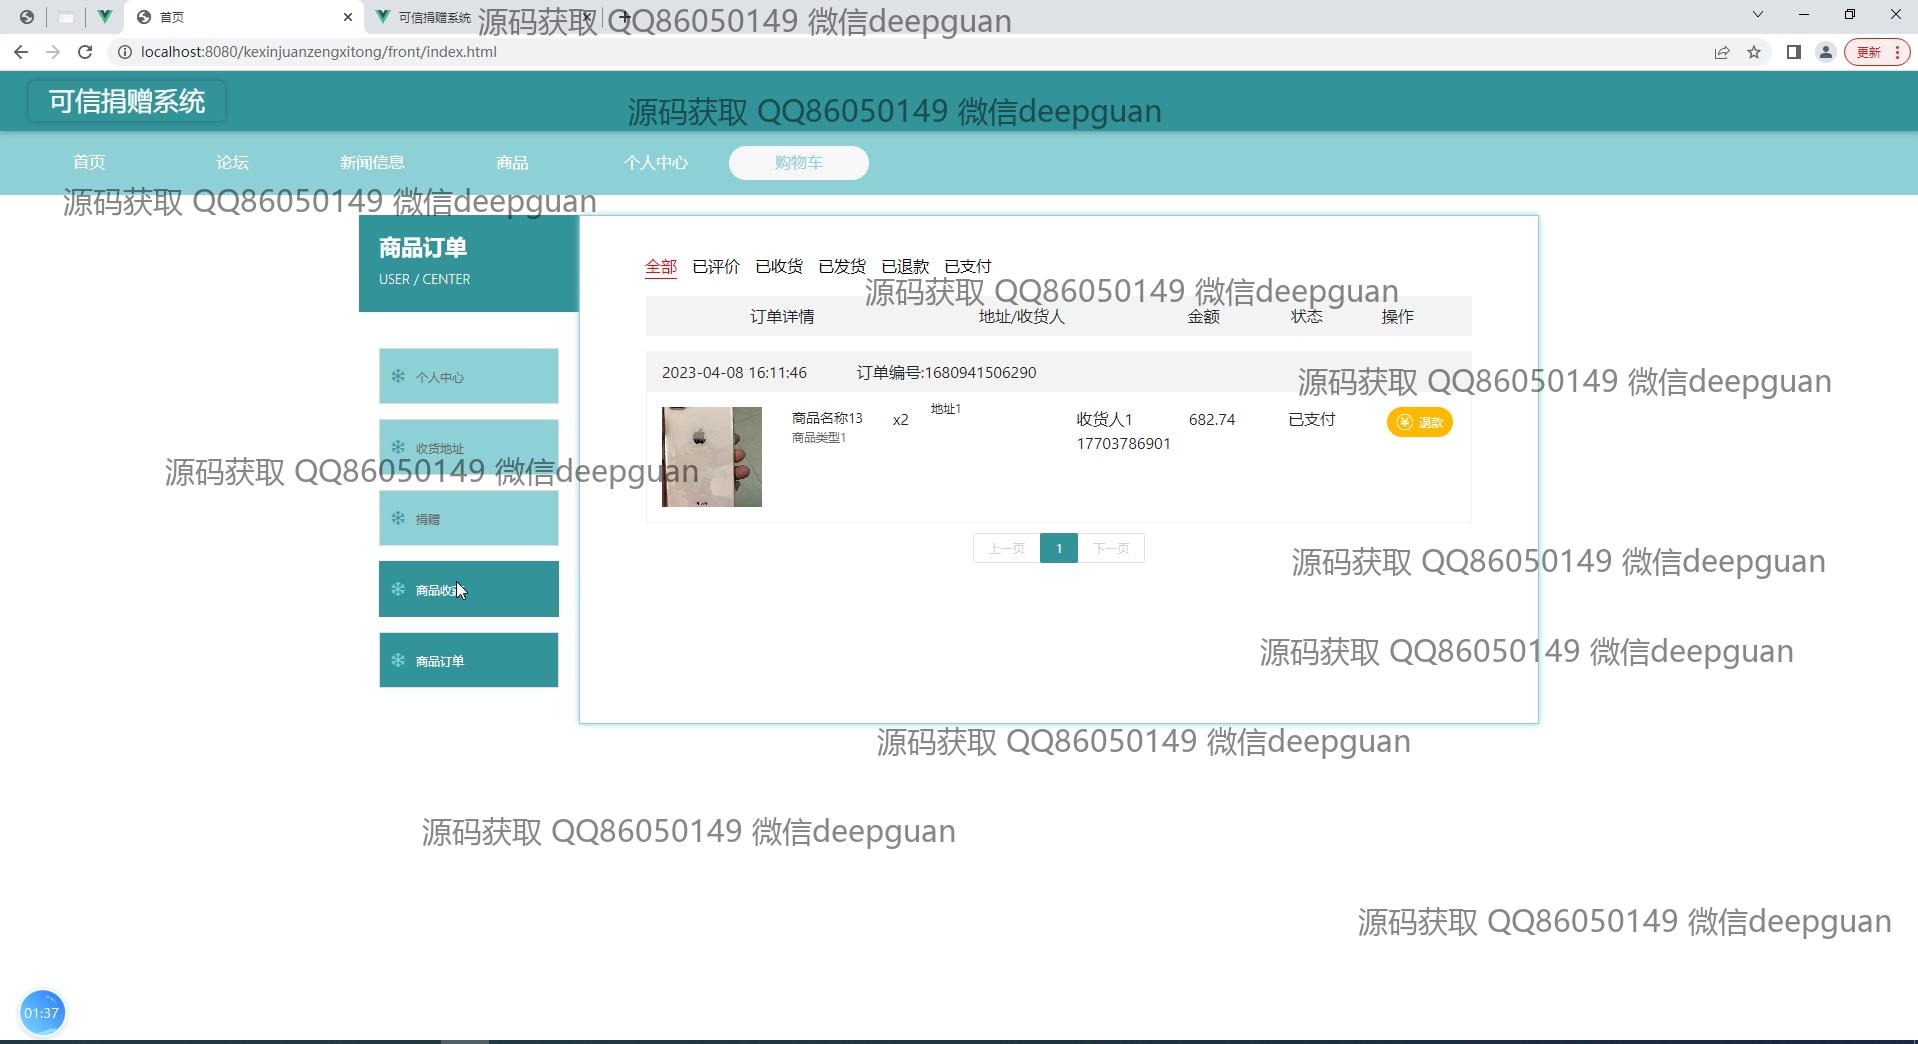 首页
可信捐赠系统
源码获取 QQ86050149 微信deepguan
localhost:8080/kexinjuanzengxitong/front/index.html
更新
可信捐赠系统
源码获取 QQ86050149 微信deepguan
首页 论坛 新闻信息 商品 个人中心 购物车
源码获取 QQ86050149 微信deepguan
商品订单
USER / CENTER
个人中心
收货地址
捐赠
商品收
商品订单
全部 已评价 已收货 已发货 已退款 已支付
源码获取 QQ86050149 微信deepguan
订单详情 地址/收货人 金额 状态 操作
2023-04-08 16:11:46 订单编号:1680941506290
源码获取 QQ86050149 微信deepguan
商品名称13 x2 地址1 收货人1 682.74 已支付 退款
商品类型1 17703786901
源码获取 QQ86050149 微信deepguan
上一页 1 下一页
源码获取 QQ86050149 微信deepguan
源码获取 QQ86050149 微信deepguan
源码获取 QQ86050149 微信deepguan
源码获取 QQ86050149 微信deepguan
源码获取 QQ86050149 微信deepguan
01:37